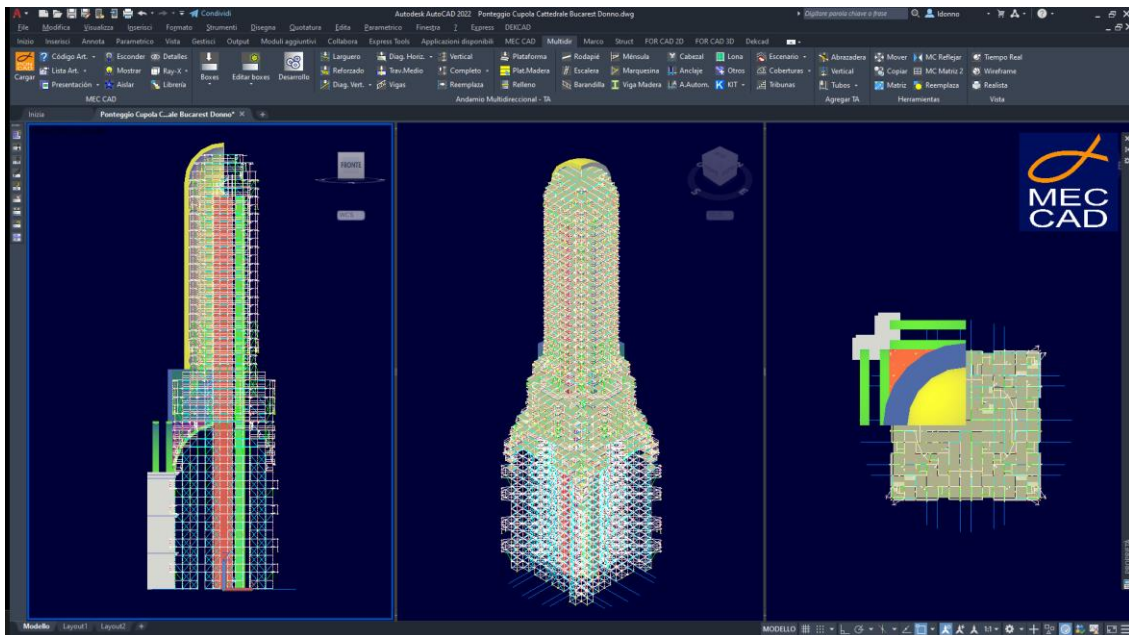 Condividi
Autodesk AutoCAD 2022 Ponteggio Cupola Cattedrale Bucarest Donno.dwg
Digitare parola chiave o frase
ldonno
File Modifica Visualizza Inserisci Formato Strumenti Disegna Quotatura Edita Parametrico Finestra ? Express DEKCAD
Inizio Inserisci Annota Parametrico Vista Gestisci Output Moduli aggiuntivi Collabora Express Tools Applicazioni disponibili MEC CAD Multidir Marco Struct FOR CAD 2D FOR CAD 3D Dekcad
Cargar
Código Art. Esconder Detalles
Lista Art. Mostrar Ray-X
Presentación Aislar Librería
MEC CAD
Boxes Editar boxes Desarrollo
Larguero Diag. Horiz. Vertical Plataforma Rodapié Ménsula Cabezal Lona Escenario
Reforzado Trav.Medio Completo Plat.Madera Escalera Marquesina Anclaje Otros Coberturas
Diag. Vert. Vigas Reemplaza Relleno Barandilla Viga Madera A.Autom. KIT Tribunas
Andamio Multidireccional - TA
Abrazadera
Vertical
Tubos
Agregar TA
Mover MC Reflejar
Copiar MC Matriz 2
Matriz Reemplaza
Herramientas
Tiempo Real
Wireframe
Realista
Vista
Inizio Ponteggio Cupola C...ale Bucarest Donno*
FRONTE
MEC
CAD
Modello Layout1 Layout2
MODELLO
1:1